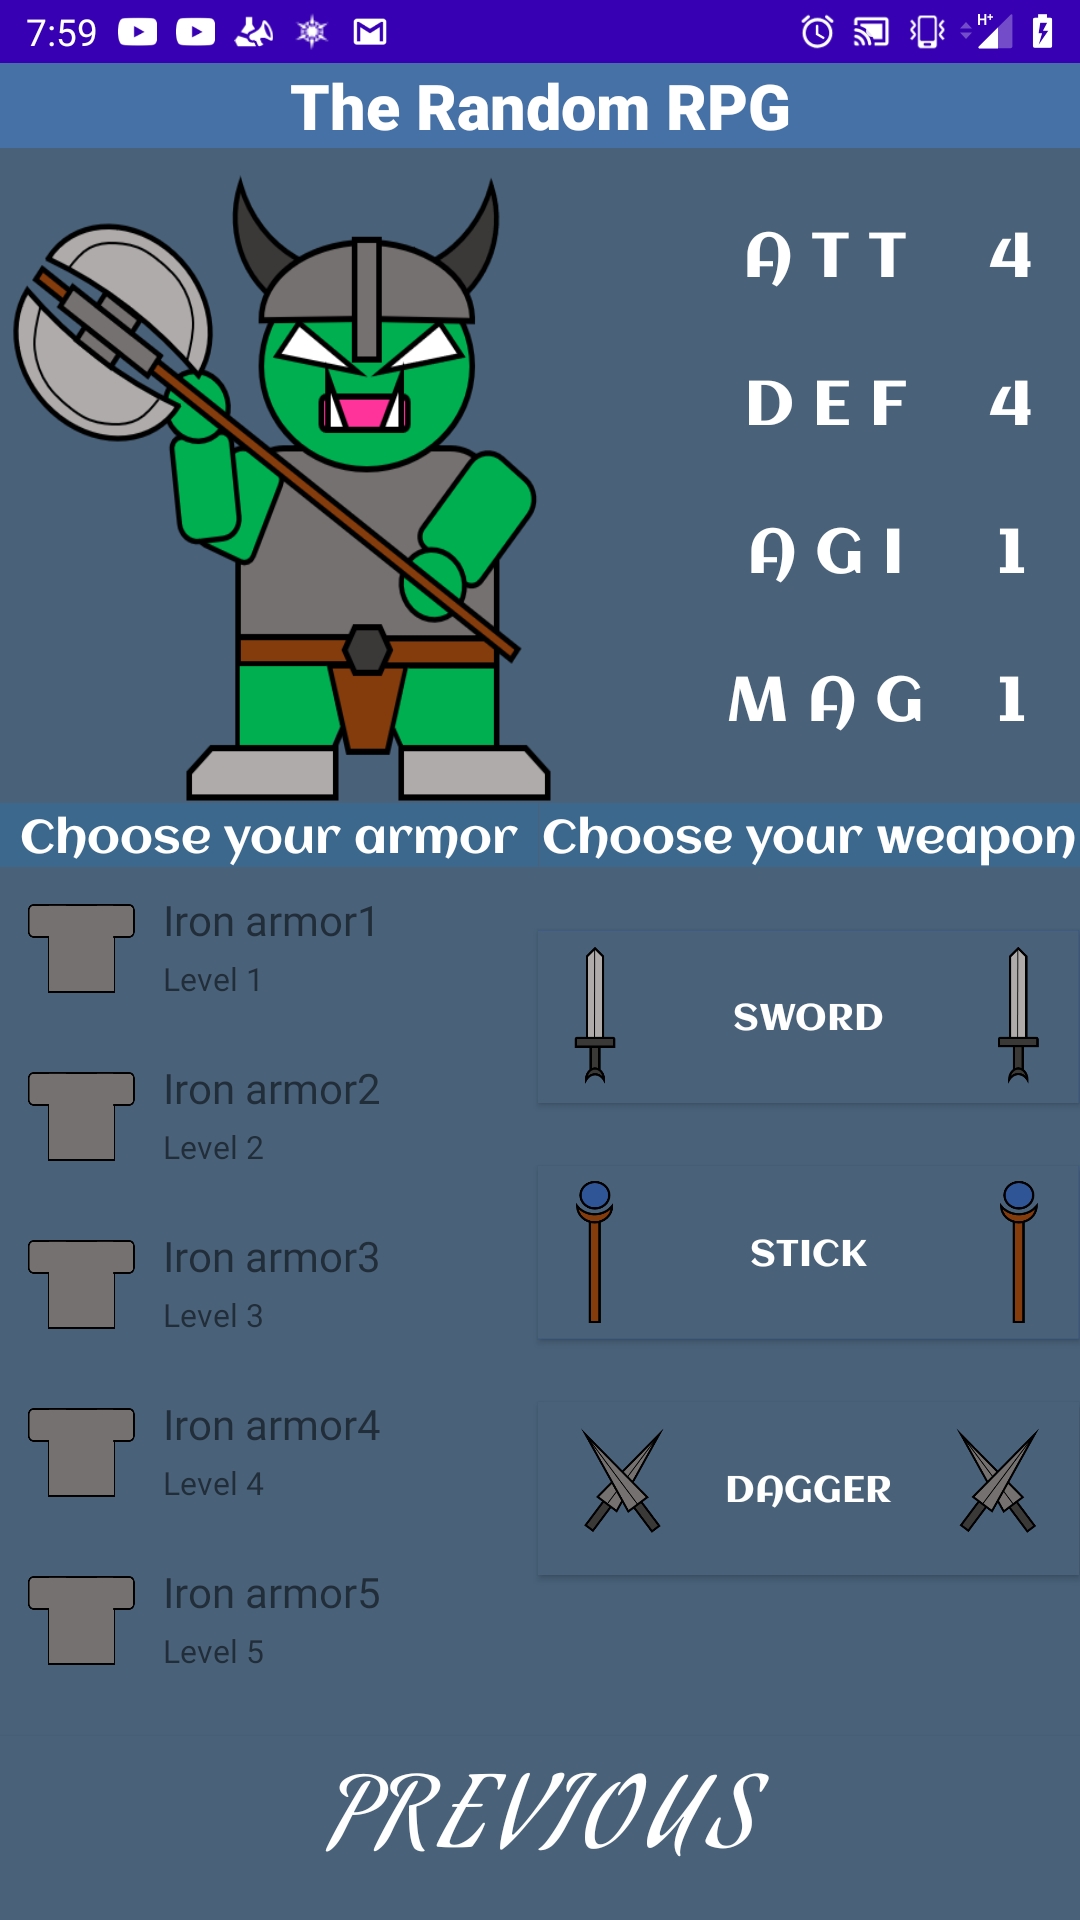 7:59
H+
The Random RPG
ATT 4
DEF 4
AGI 1
MAG 1
Choose your armor
Choose your weapon
Iron armor1
Level 1
Iron armor2
Level 2
Iron armor3
Level 3
Iron armor4
Level 4
Iron armor5
Level 5
SWORD
STICK
DAGGER
PREVIOUS